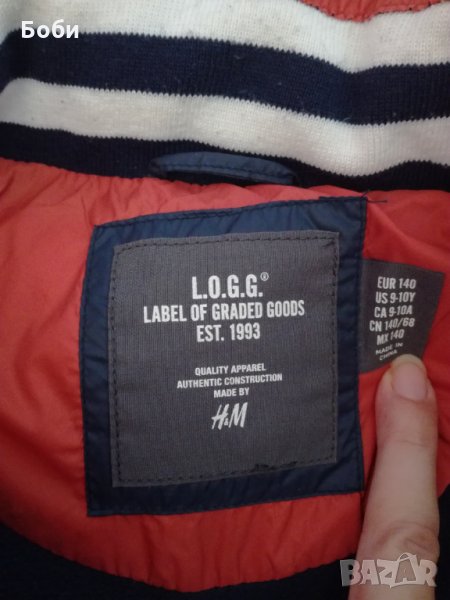 Боби
L.O.G.G.®
LABEL OF GRADED GOODS
EST. 1993
QUALITY APPAREL
AUTHENTIC CONSTRUCTION
MADE BY
H&M
EUR 140
US 9-10Y
CA 9-10A
CN 140/68
MX 140
MADE IN
CHINA
BAZAR